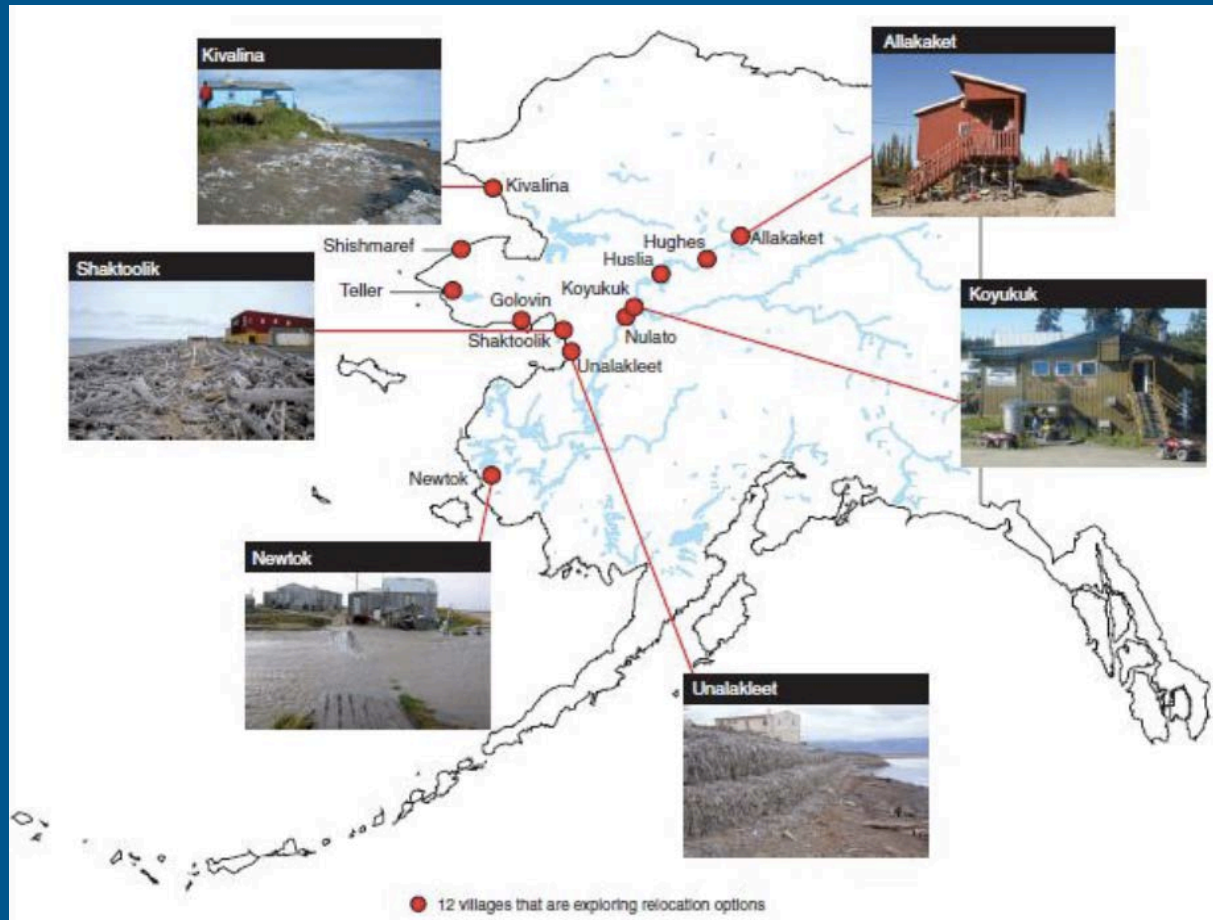 Kivalina
Allakaket
Kivalina
Shishmaref
Hughes
Allakaket
Huslia
Shaktoolik
Teller
Golovin
Koyukuk
Koyukuk
Shaktoolik
Nulato
Unalakleet
Newtok
Newtok
Unalakleet
12 villages that are exploring relocation options